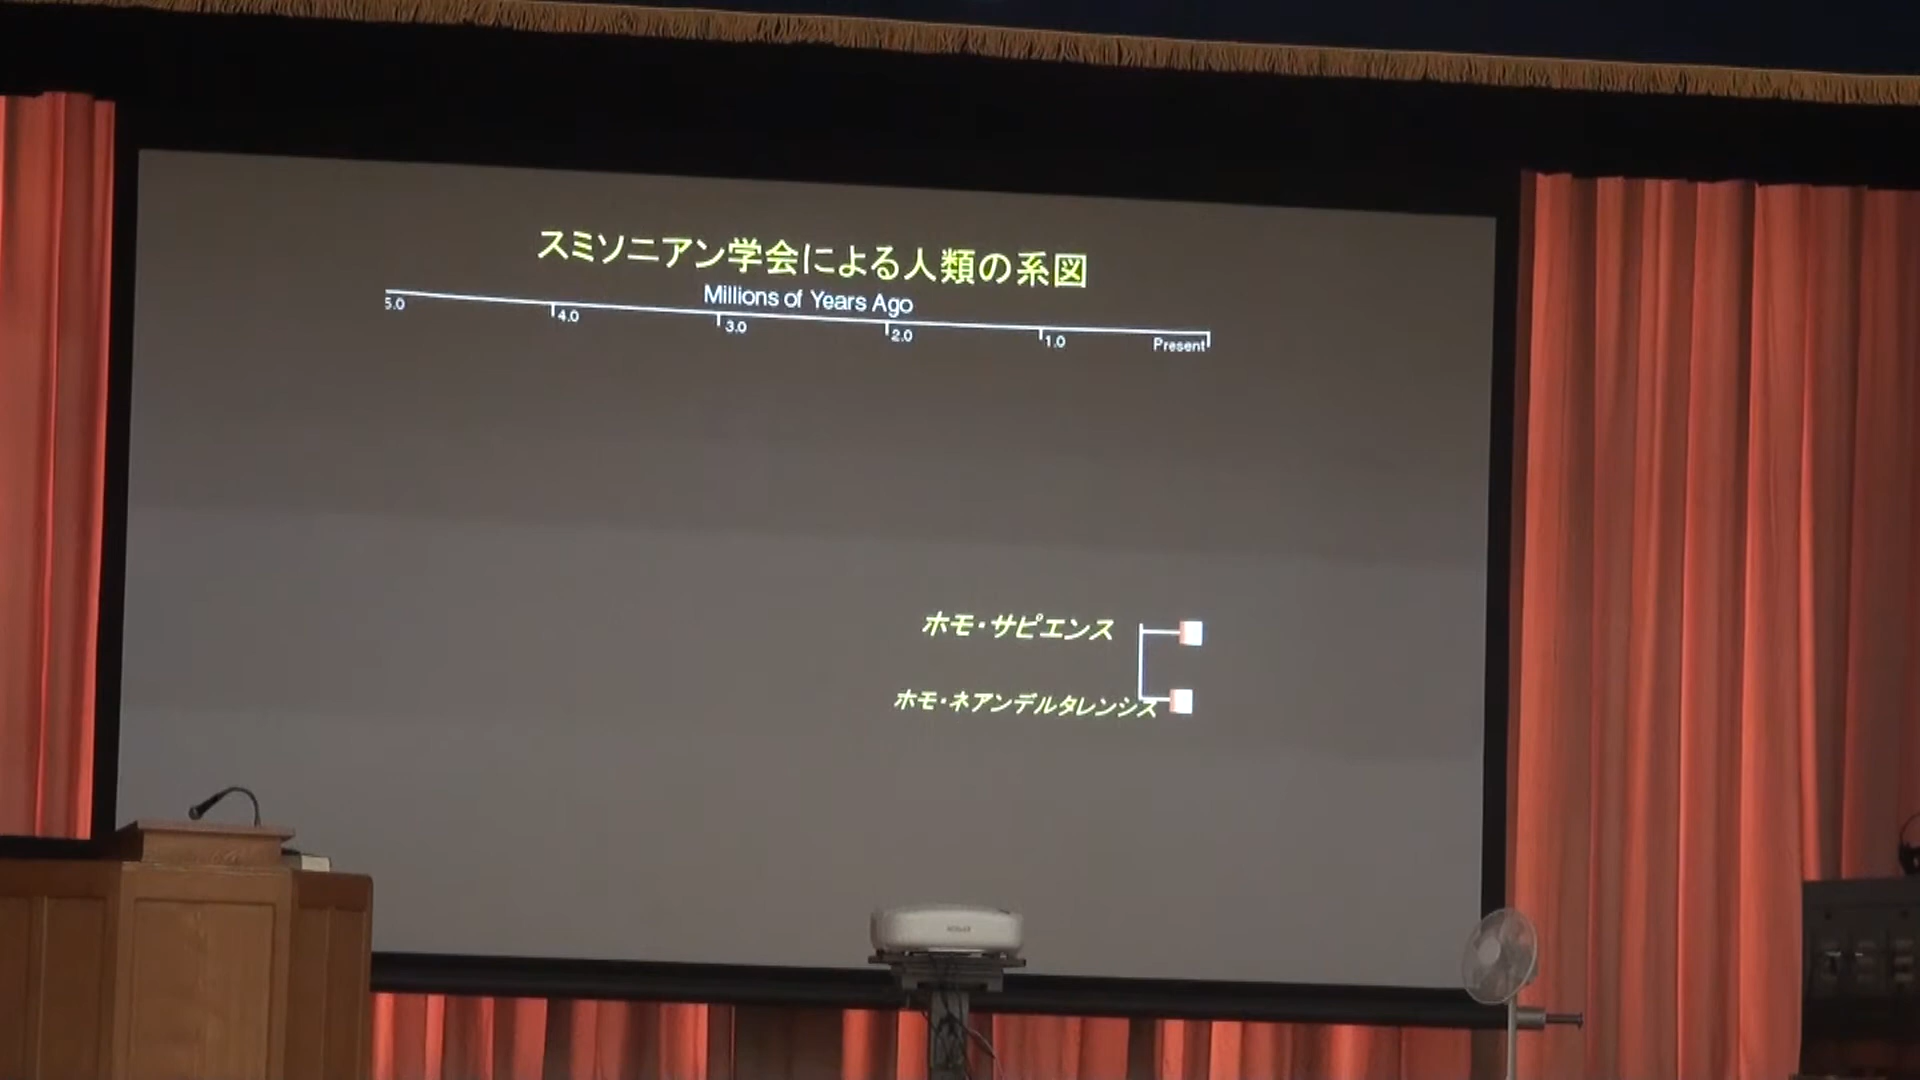 スミソニアン学会による人類の系図
Millions of Years Ago
5.0 4.0 3.0 2.0 1.0 Present
ホモ・サピエンス
ホモ・ネアンデルタレンシス